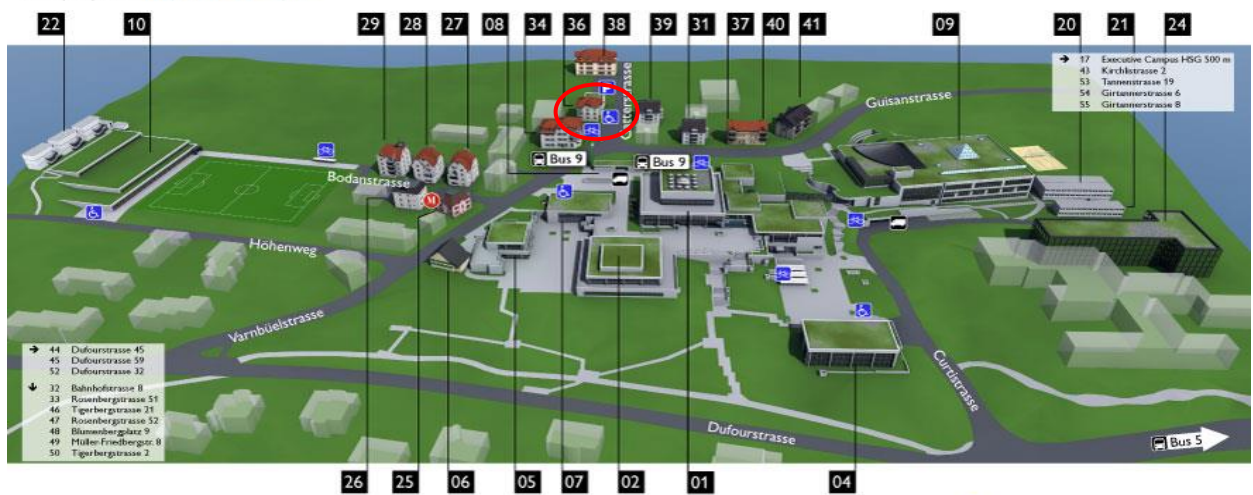 22 10 29 28 27 08 34 36 38 39 31 37 40 41 09 20 21 24
→ 17 Executive Campus HSG 500 m
43 Kirchlistrasse 2
53 Tannenstrasse 19
54 Girtannerstrasse 6
55 Girtannerstrasse 8
Gatterstrasse
Guisanstrasse
Bus 9
Bus 9
Bodanstrasse
M
Höhenweg
Varnbüelstrasse
→ 44 Dufourstrasse 45
45 Dufourstrasse 59
52 Dufourstrasse 32
↓ 32 Bahnhofstrasse 8
33 Rosenbergstrasse 51
46 Tigerbergstrasse 21
47 Rosenbergstrasse 52
48 Blumenbergplatz 9
49 Müller-Friedbergstr. 8
50 Tigerbergstrasse 2
Curtistrasse
Dufourstrasse
Bus 5
26 25 06 05 07 02 01 04